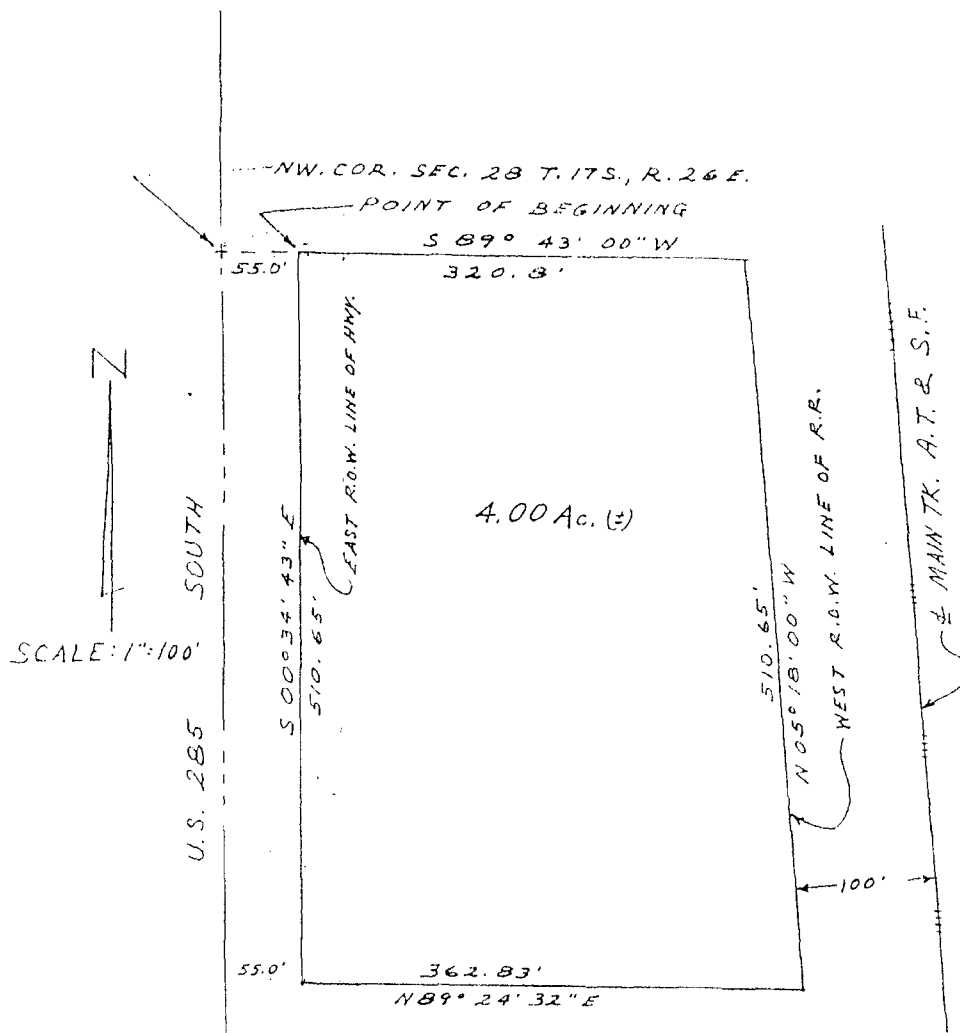 NW. COR. SEC. 28 T. 17 S., R. 26 E.
POINT OF BEGINNING
S 89° 43' 00" W
55.0'
320.8'
EAST R.O.W. LINE OF HWY.
N
SCALE: 1":100'
U.S. 285 SOUTH
S 00° 34' 43" E
510.65'
4.00 Ac. (±)
510.65'
N 05° 18' 00" W
WEST R.O.W. LINE OF R.R.
MAIN TK. A.T. & S.F.
100'
55.0'
362.83'
N 89° 24' 32" E